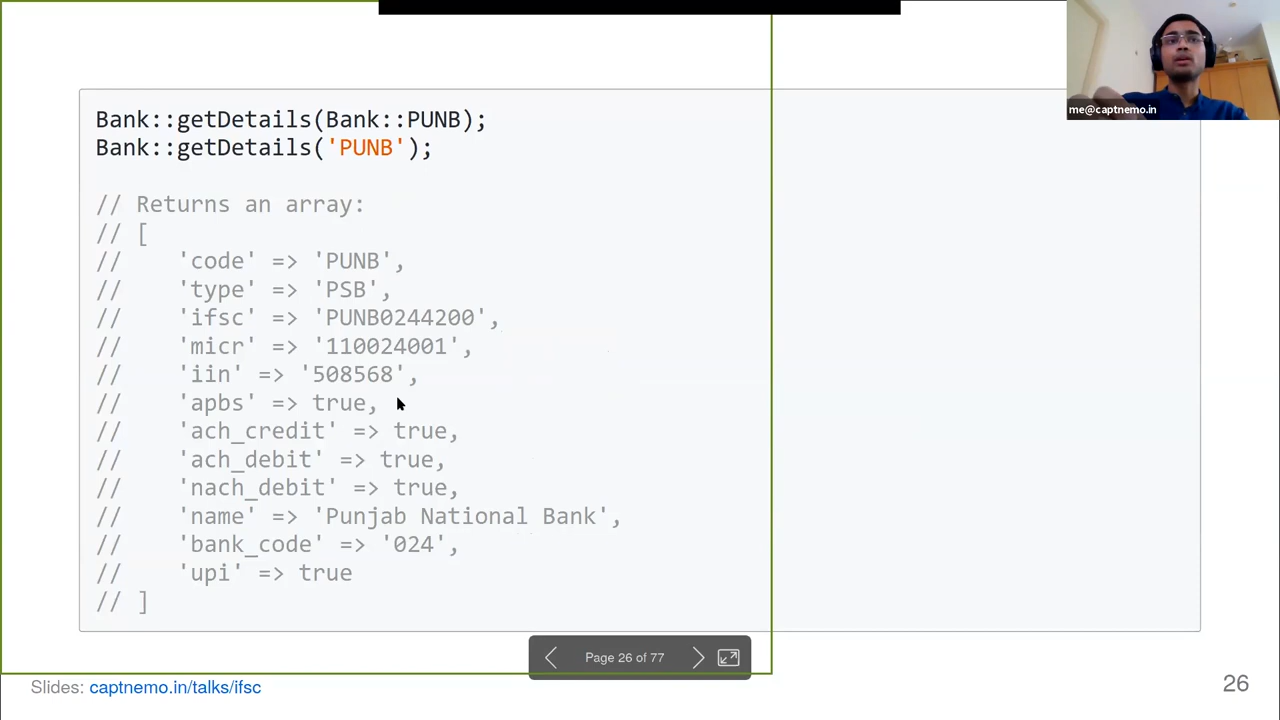 me@captnemo.in
Bank::getDetails(Bank::PUNB);
Bank::getDetails('PUNB');
// Returns an array:
// [
//     'code' => 'PUNB',
//     'type' => 'PSB',
//     'ifsc' => 'PUNB0244200',
//     'micr' => '110024001',
//     'iin' => '508568',
//     'apbs' => true,
//     'ach_credit' => true,
//     'ach_debit' => true,
//     'nach_debit' => true,
//     'name' => 'Punjab National Bank',
//     'bank_code' => '024',
//     'upi' => true
// ]
Page 26 of 77
Slides: captnemo.in/talks/ifsc
26